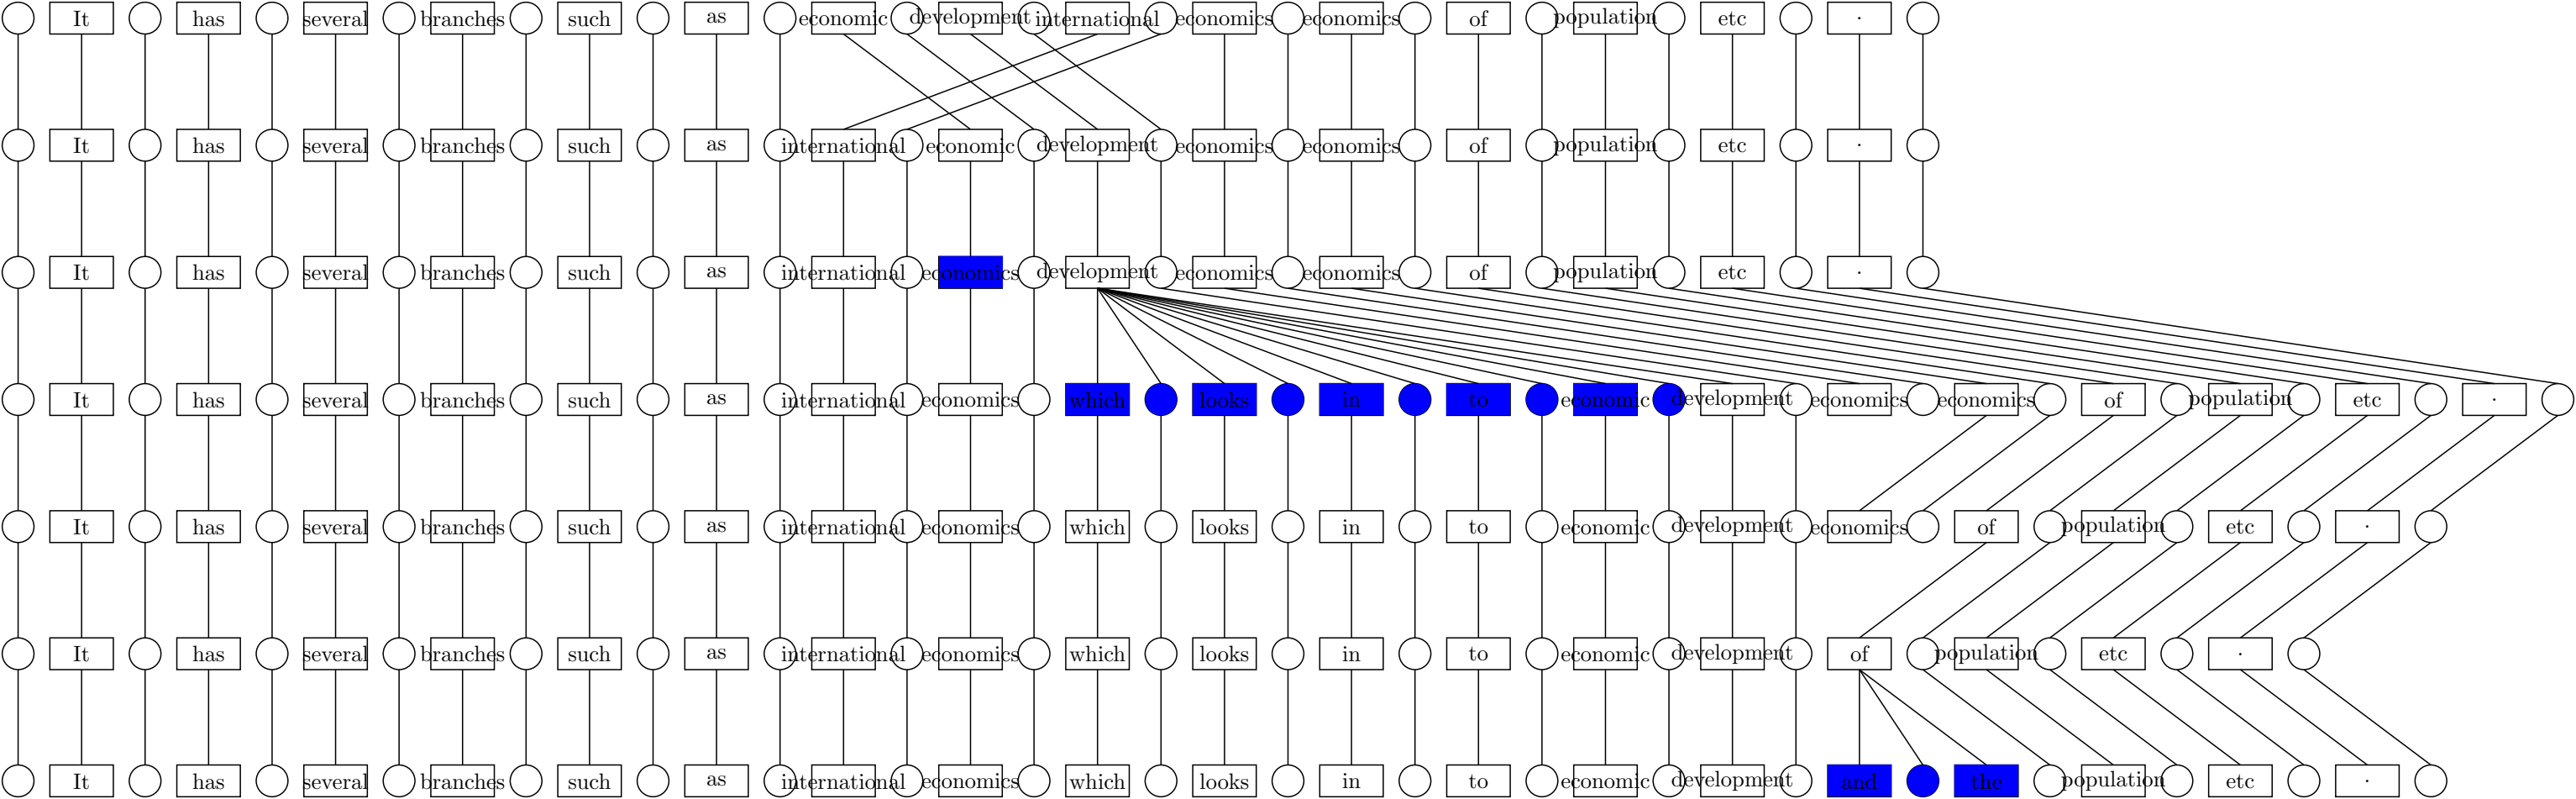 It has several branches such as economic development international economics economics of population etc .
It has several branches such as international economic development economics economics of population etc .
It has several branches such as international economics development economics economics of population etc .
It has several branches such as international economics which looks in to economic development economics economics of population etc .
It has several branches such as international economics which looks in to economic development economics of population etc .
It has several branches such as international economics which looks in to economic development of population etc .
It has several branches such as international economics which looks in to economic development and the population etc .